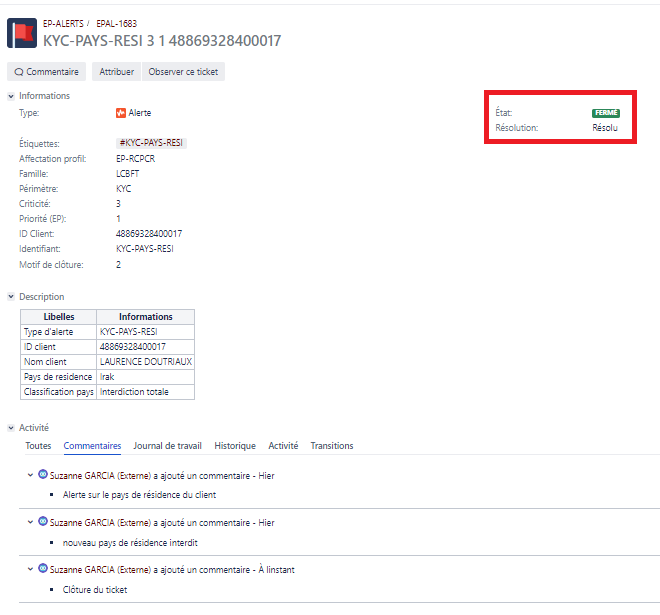 EP-ALERTS / EPAL-1683
KYC-PAYS-RESI 3 1 48869328400017
Commentaire Attribuer Observer ce ticket
Informations
Type: Alerte
État: FERMÉ
Résolution: Résolu
Étiquettes: #KYC-PAYS-RESI
Affectation profil: EP-RCPCR
Famille: LCBFT
Périmètre: KYC
Criticité: 3
Priorité (EP): 1
ID Client: 48869328400017
Identifiant: KYC-PAYS-RESI
Motif de clôture: 2
Description
Libelles Informations
Type d'alerte KYC-PAYS-RESI
ID client 48869328400017
Nom client LAURENCE DOUTRIAUX
Pays de residence Irak
Classification pays Interdiction totale
Activité
Toutes Commentaires Journal de travail Historique Activité Transitions
Suzanne GARCIA (Externe) a ajouté un commentaire - Hier
Alerte sur le pays de résidence du client
Suzanne GARCIA (Externe) a ajouté un commentaire - Hier
nouveau pays de résidence interdit
Suzanne GARCIA (Externe) a ajouté un commentaire - À linstant
Clôture du ticket